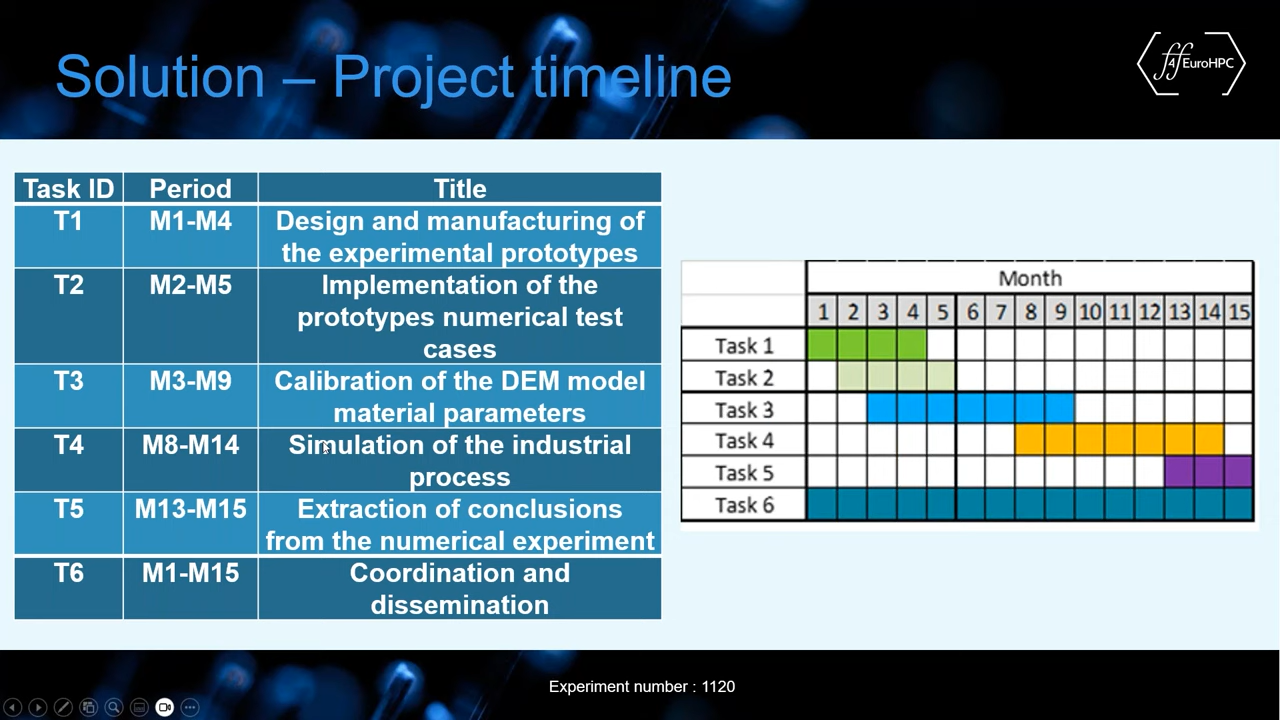 Solution – Project timeline
ff4EuroHPC
Task ID Period Title
T1 M1-M4 Design and manufacturing of
the experimental prototypes
T2 M2-M5 Implementation of the
prototypes numerical test
cases
T3 M3-M9 Calibration of the DEM model
material parameters
T4 M8-M14 Simulation of the industrial
process
T5 M13-M15 Extraction of conclusions
from the numerical experiment
T6 M1-M15 Coordination and
dissemination
Month
1 2 3 4 5 6 7 8 9 10 11 12 13 14 15
Task 1
Task 2
Task 3
Task 4
Task 5
Task 6
Experiment number : 1120